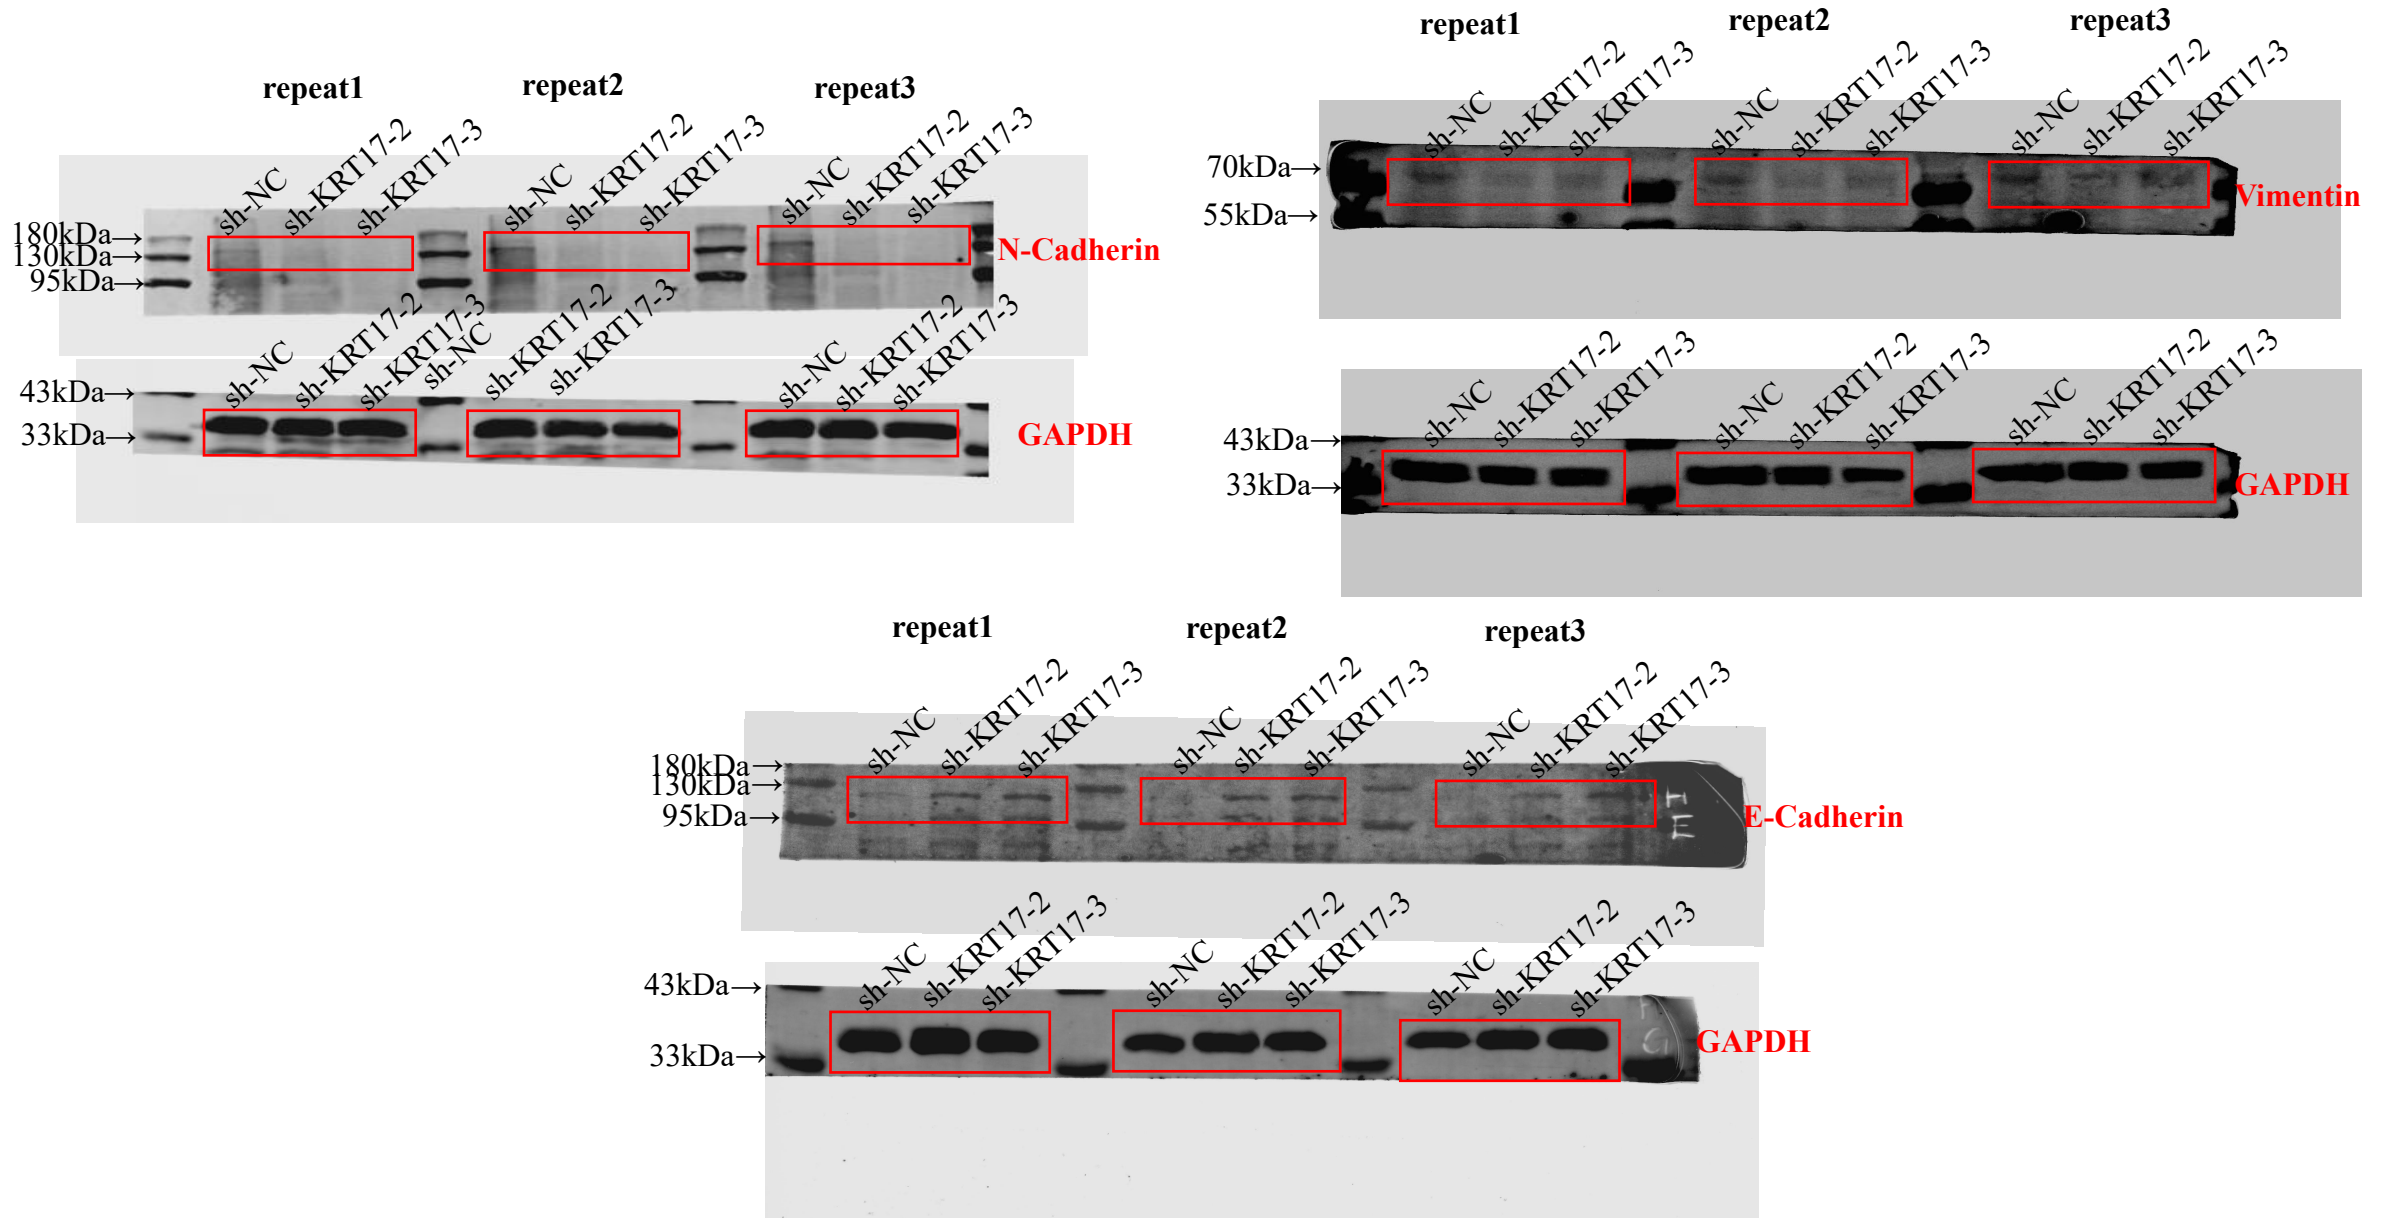 repeat1
repeat2
repeat3
sh-NC
sh-KRT17-2
sh-KRT17-3
sh-NC
sh-KRT17-2
sh-KRT17-3
sh-NC
sh-KRT17-2
sh-KRT17-3
180kDa→
130kDa→
95kDa→
N-Cadherin
sh-NC
sh-KRT17-2
sh-KRT17-3
sh-NC
sh-KRT17-2
sh-KRT17-3
sh-NC
sh-KRT17-2
sh-KRT17-3
43kDa→
33kDa→
GAPDH
repeat1
repeat2
repeat3
sh-NC
sh-KRT17-2
sh-KRT17-3
sh-NC
sh-KRT17-2
sh-KRT17-3
sh-NC
sh-KRT17-2
sh-KRT17-3
70kDa→
55kDa→
Vimentin
sh-NC
sh-KRT17-2
sh-KRT17-3
sh-NC
sh-KRT17-2
sh-KRT17-3
sh-NC
sh-KRT17-2
sh-KRT17-3
43kDa→
33kDa→
GAPDH
repeat1
repeat2
repeat3
sh-NC
sh-KRT17-2
sh-KRT17-3
sh-NC
sh-KRT17-2
sh-KRT17-3
sh-NC
sh-KRT17-2
sh-KRT17-3
180kDa→
130kDa→
95kDa→
E-Cadherin
sh-NC
sh-KRT17-2
sh-KRT17-3
sh-NC
sh-KRT17-2
sh-KRT17-3
sh-NC
sh-KRT17-2
sh-KRT17-3
43kDa→
33kDa→
GAPDH